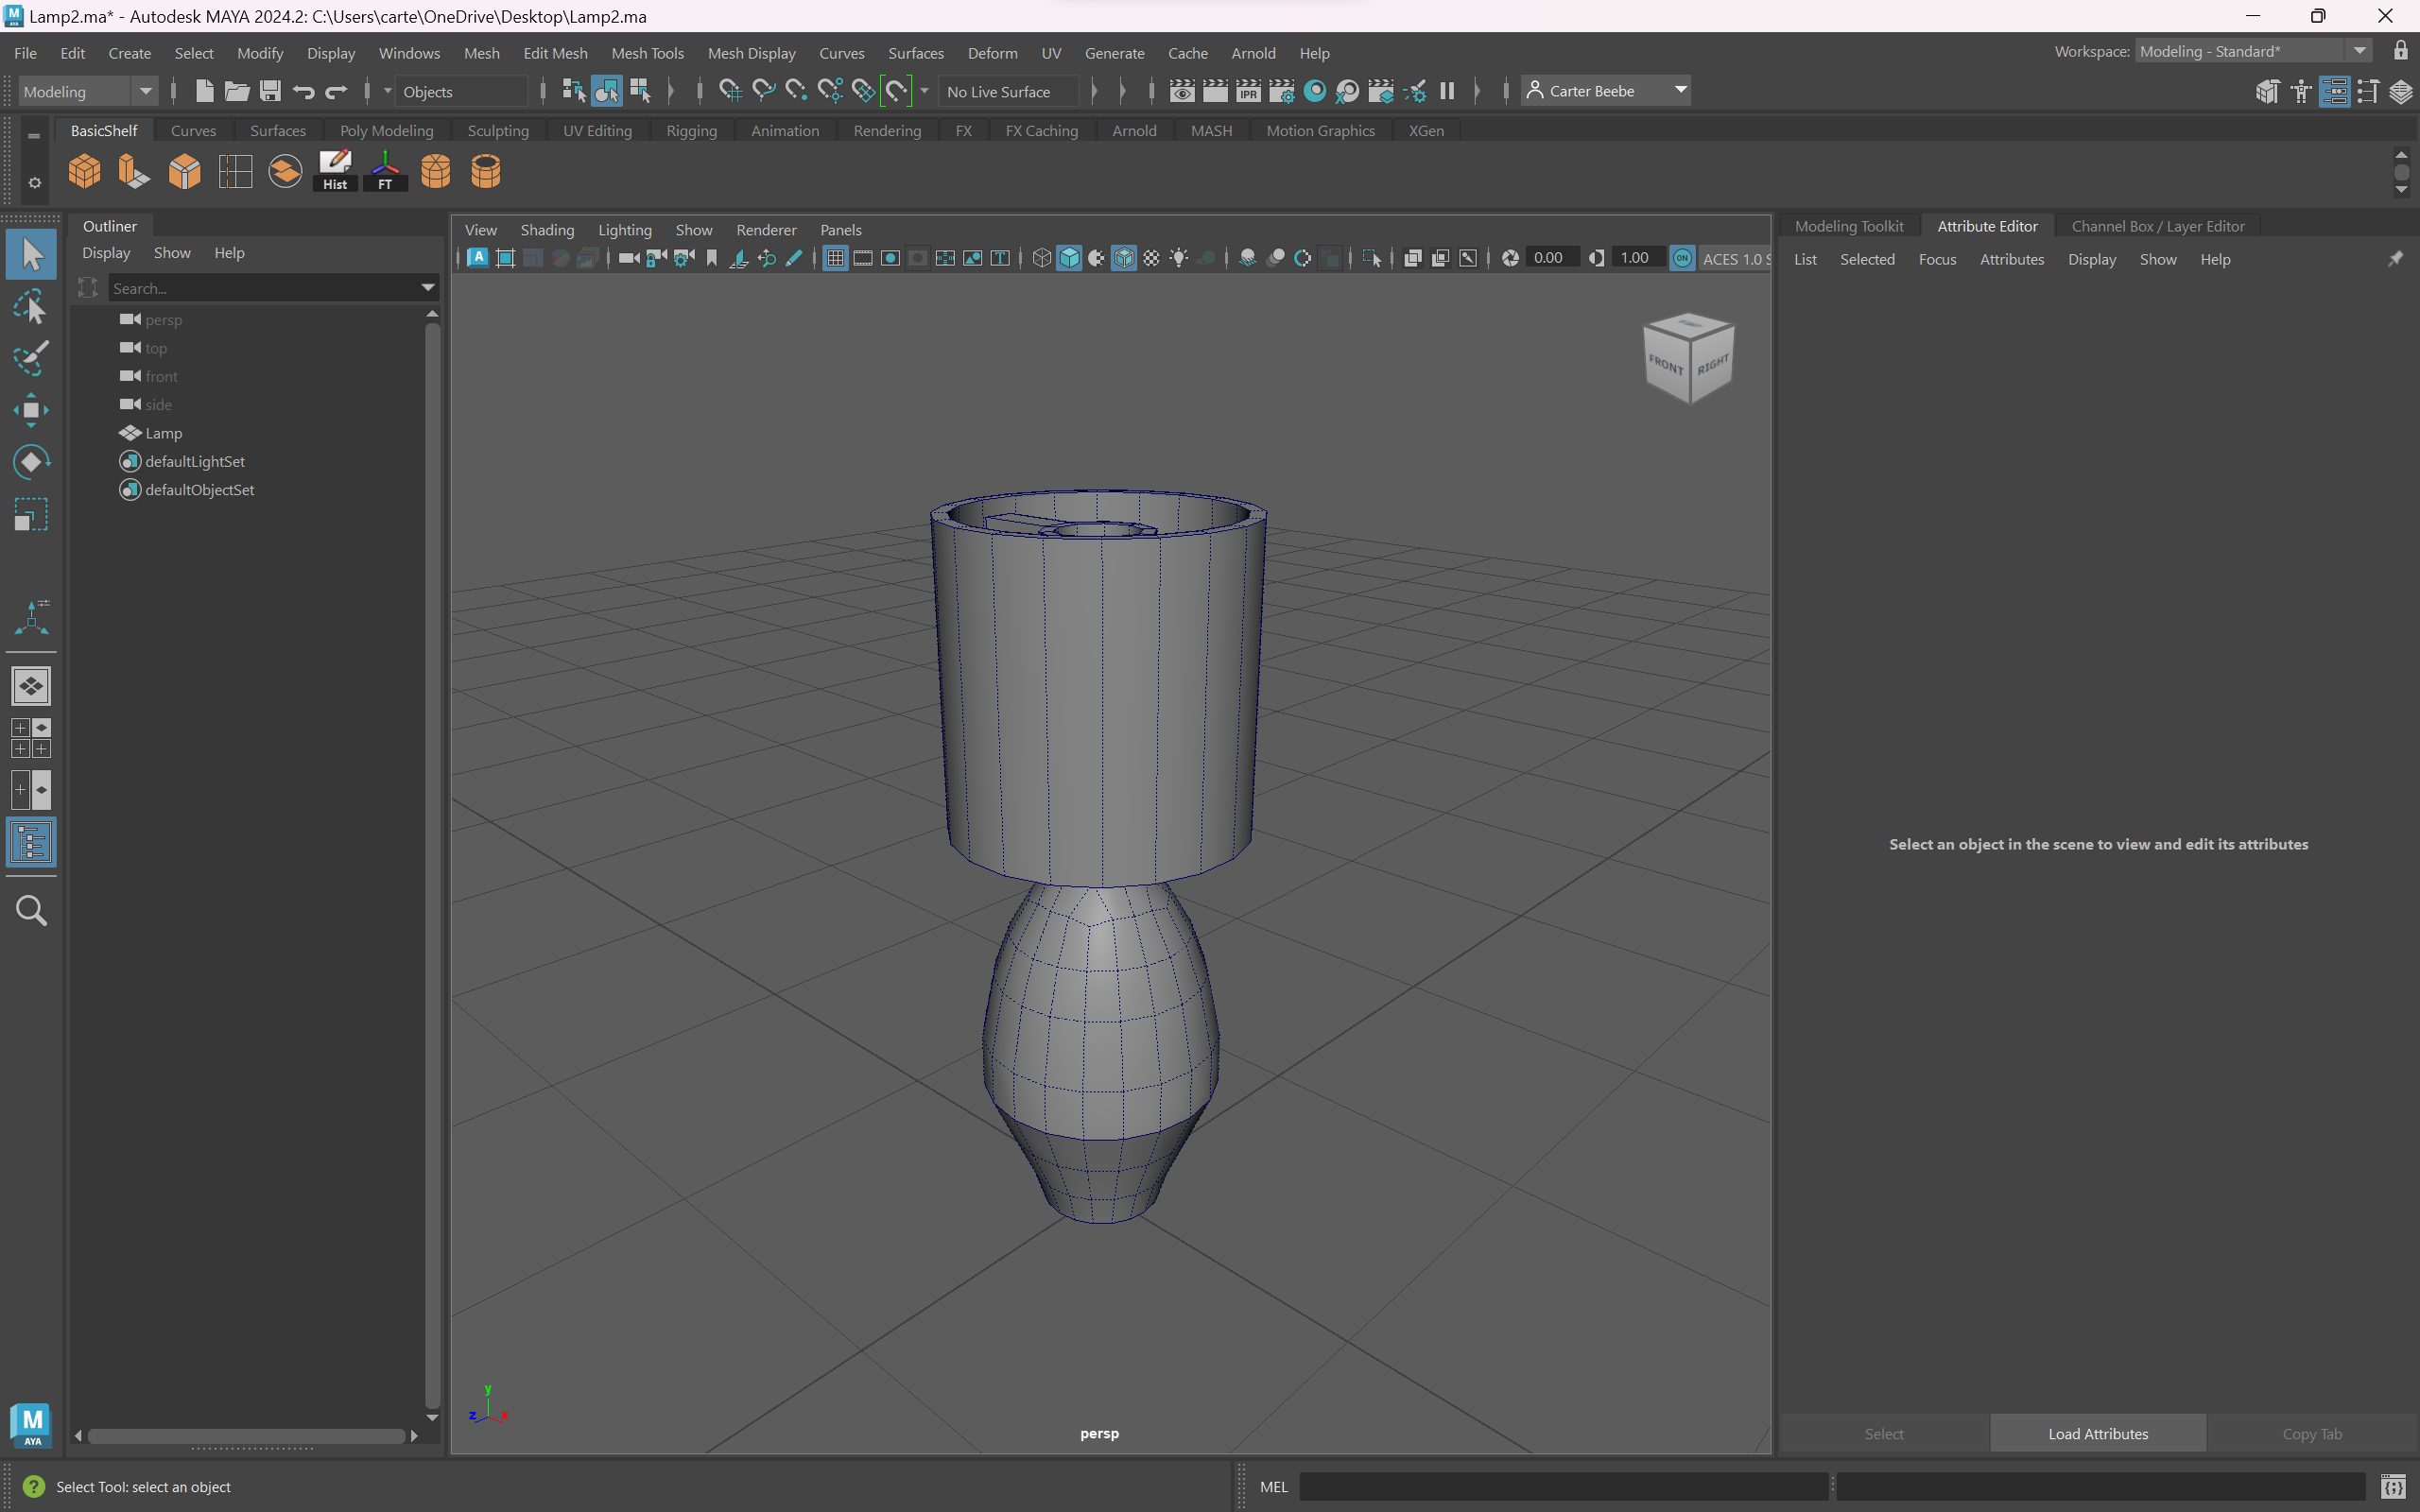 Lamp2.ma* - Autodesk MAYA 2024.2: C:\Users\carte\OneDrive\Desktop\Lamp2.ma
File Edit Create Select Modify Display Windows Mesh Edit Mesh Mesh Tools Mesh Display Curves Surfaces Deform UV Generate Cache Arnold Help Workspace: Modeling - Standard*
Modeling Objects No Live Surface IPR Carter Beebe
BasicShelf Curves Surfaces Poly Modeling Sculpting UV Editing Rigging Animation Rendering FX FX Caching Arnold MASH Motion Graphics XGen
Hist FT
Outliner
Display Show Help
Search...
persp
top
front
side
Lamp
defaultLightSet
defaultObjectSet
View Shading Lighting Show Renderer Panels
0.00 1.00 ON ACES 1.0 S
FRONT RIGHT
y
z x
persp
Modeling Toolkit Attribute Editor Channel Box / Layer Editor
List Selected Focus Attributes Display Show Help
Select an object in the scene to view and edit its attributes
Select Load Attributes Copy Tab
M
AYA
Select Tool: select an object
MEL